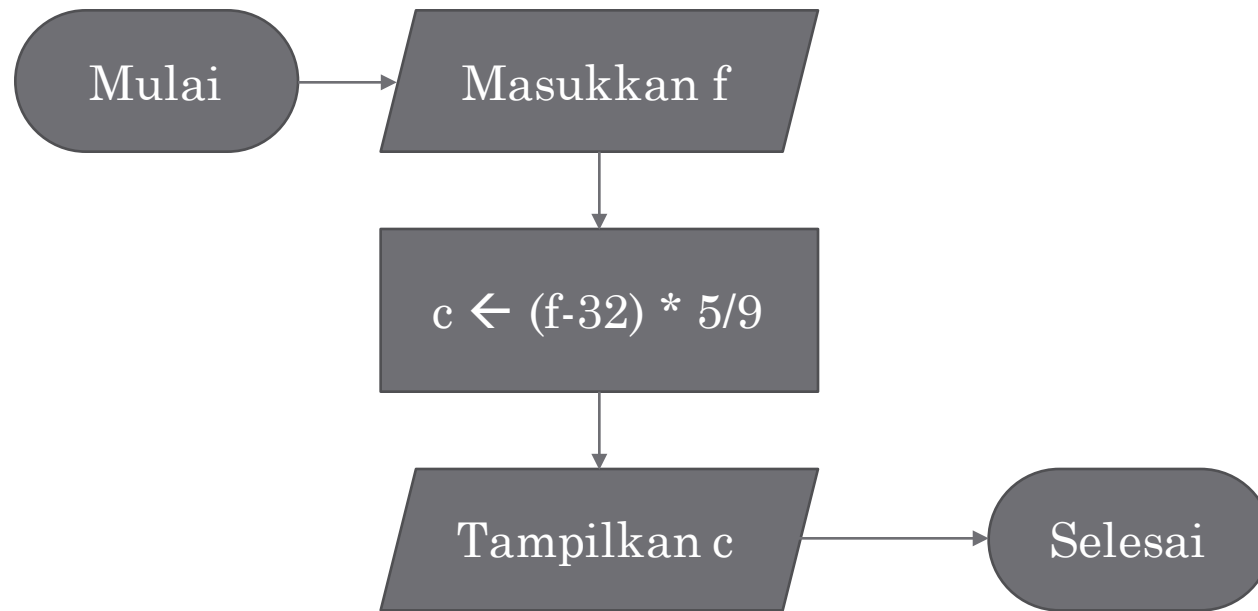 Mulai
Masukkan f
c ← (f-32) * 5/9
Tampilkan c
Selesai